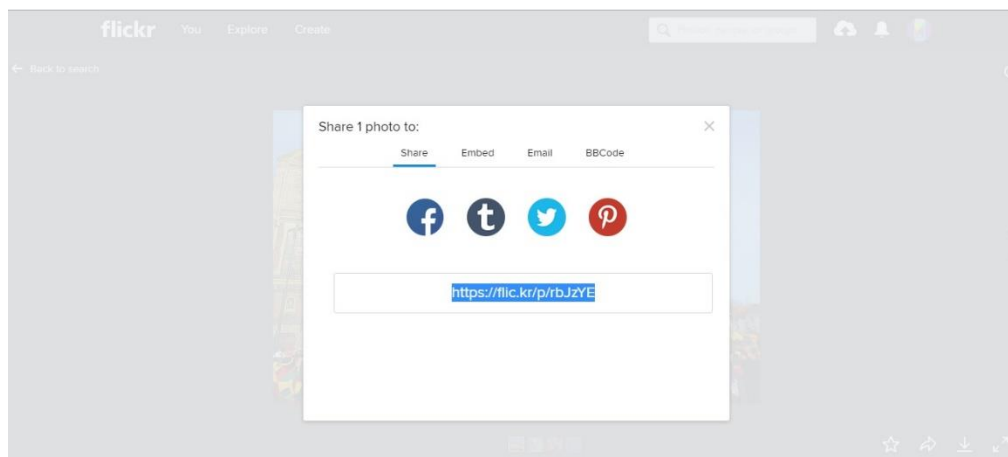 flickr You Explore Create
← Back to search
Share 1 photo to:
Share Embed Email BBCode
https://flic.kr/p/rbJzYE